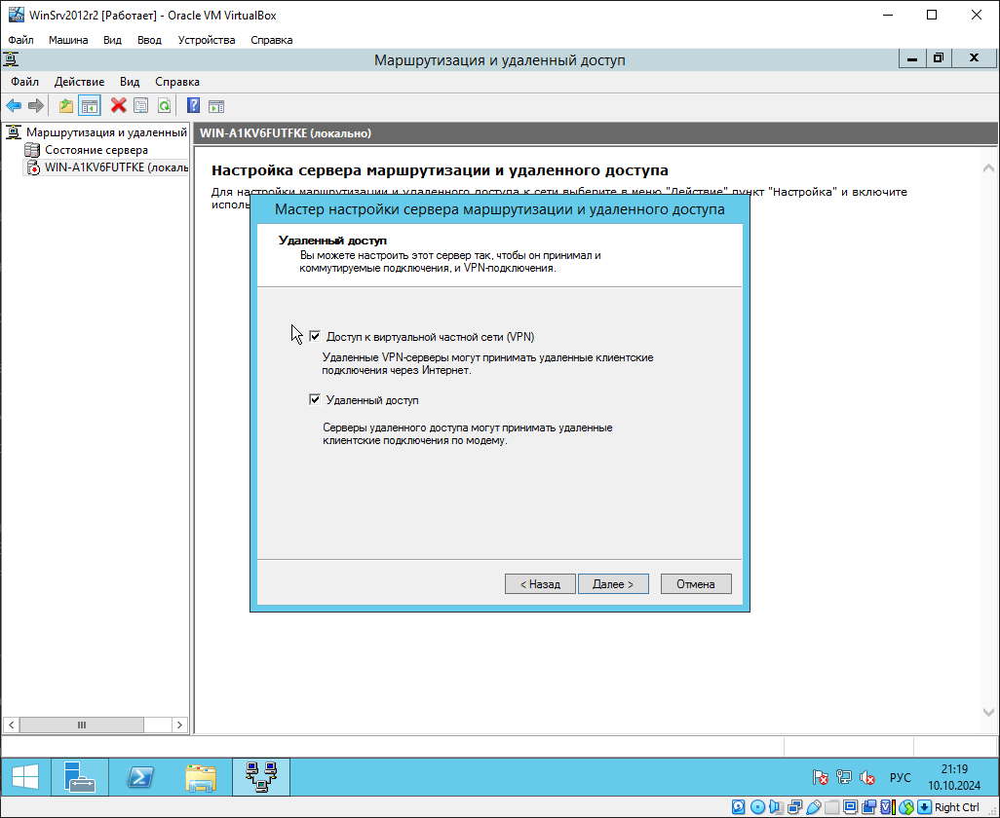 WinSrv2012r2 [Работает] - Oracle VM VirtualBox
Файл Машина Вид Ввод Устройства Справка
Маршрутизация и удаленный доступ
Файл Действие Вид Справка
Маршрутизация и удаленный
Состояние сервера
WIN-A1KV6FUTFKE (локаль
WIN-A1KV6FUTFKE (локально)
Настройка сервера маршрутизации и удаленного доступа
Для настройки маршрутизации и удаленного доступа к сети выберите в меню "Действие" пункт "Настройка" и включите
исполь
Мастер настройки сервера маршрутизации и удаленного доступа
Удаленный доступ
Вы можете настроить этот сервер так, чтобы он принимал и
коммутируемые подключения, и VPN-подключения.
Доступ к виртуальной частной сети (VPN)
Удаленные VPN-серверы могут принимать удаленные клиентские
подключения через Интернет.
Удаленный доступ
Серверы удаленного доступа могут принимать удаленные
клиентские подключения по модему.
< Назад Далее > Отмена
РУС
21:19
10.10.2024
Right Ctrl